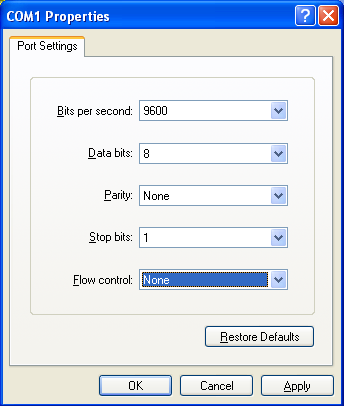 COM1 Properties
Port Settings
Bits per second: 9600
Data bits: 8
Parity: None
Stop bits: 1
Flow control: None
Restore Defaults
OK Cancel Apply